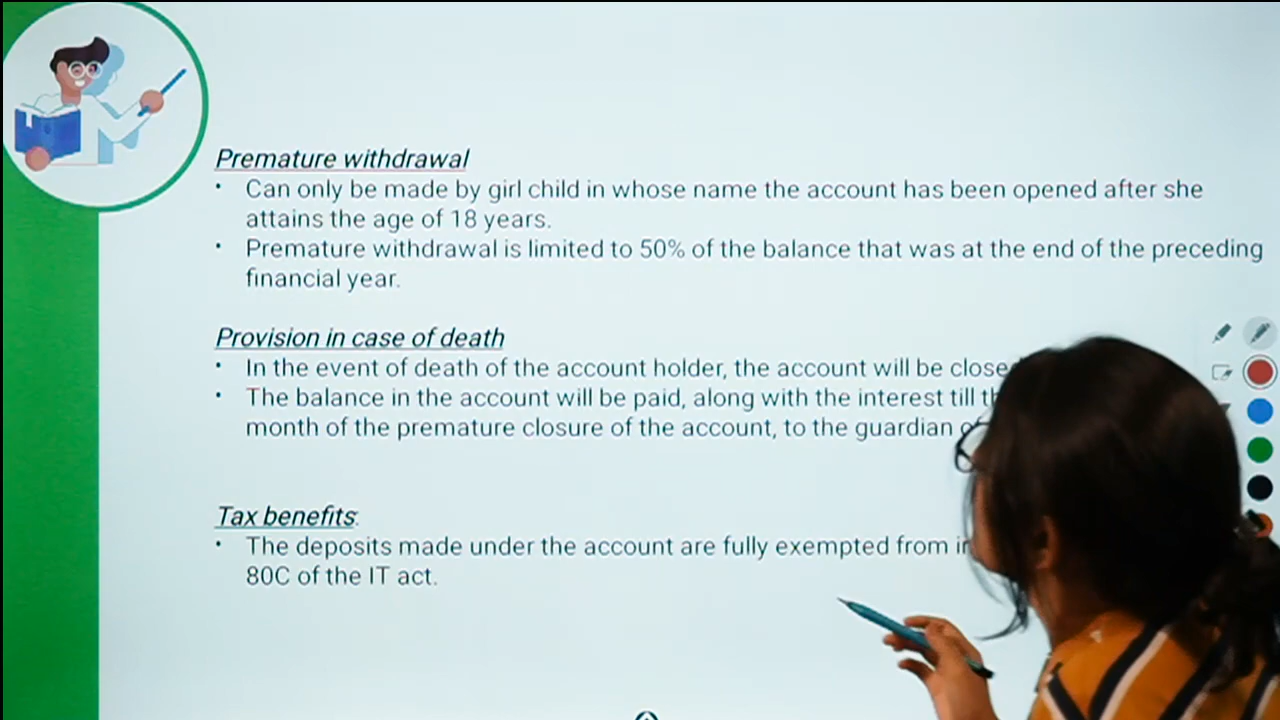 Premature withdrawal
• Can only be made by girl child in whose name the account has been opened after she
attains the age of 18 years.
• Premature withdrawal is limited to 50% of the balance that was at the end of the preceding
financial year.
Provision in case of death
• In the event of death of the account holder, the account will be
• The balance in the account will be paid, along with the interest till
month of the premature closure of the account, to the guardian
Tax benefits:
• The deposits made under the account are fully exempted from
80C of the IT act.